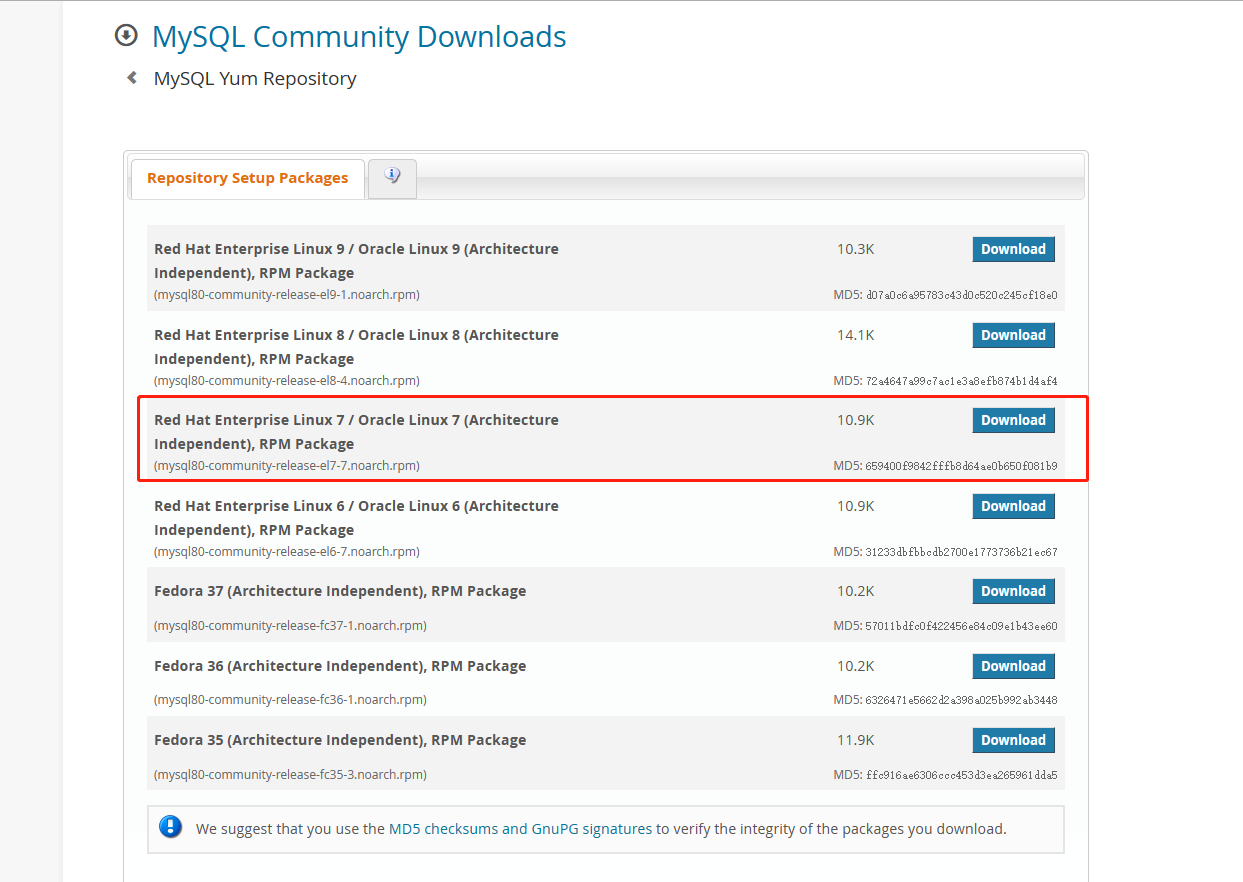 MySQL Community Downloads
MySQL Yum Repository
Repository Setup Packages
Red Hat Enterprise Linux 9 / Oracle Linux 9 (Architecture 10.3K Download
Independent), RPM Package
(mysql80-community-release-el9-1.noarch.rpm) MD5: d07a0c6a95783c43d0c520c245cf18e0
Red Hat Enterprise Linux 8 / Oracle Linux 8 (Architecture 14.1K Download
Independent), RPM Package
(mysql80-community-release-el8-4.noarch.rpm) MD5: 72a4647a99c7ac1e3a8efb874b1d4af4
Red Hat Enterprise Linux 7 / Oracle Linux 7 (Architecture 10.9K Download
Independent), RPM Package
(mysql80-community-release-el7-7.noarch.rpm) MD5: 659400f9842fffb8d64ae0b650f081b9
Red Hat Enterprise Linux 6 / Oracle Linux 6 (Architecture 10.9K Download
Independent), RPM Package
(mysql80-community-release-el6-7.noarch.rpm) MD5: 31233dbfbbcdb2700e1773736b21ec67
Fedora 37 (Architecture Independent), RPM Package 10.2K Download
(mysql80-community-release-fc37-1.noarch.rpm) MD5: 57011bdfc0f422456e84c09e1b43ee60
Fedora 36 (Architecture Independent), RPM Package 10.2K Download
(mysql80-community-release-fc36-1.noarch.rpm) MD5: 6326471e5662d2a398a025b992ab3448
Fedora 35 (Architecture Independent), RPM Package 11.9K Download
(mysql80-community-release-fc35-3.noarch.rpm) MD5: ffc916ae6306ccc453d3ea265961dda5
We suggest that you use the MD5 checksums and GnuPG signatures to verify the integrity of the packages you download.